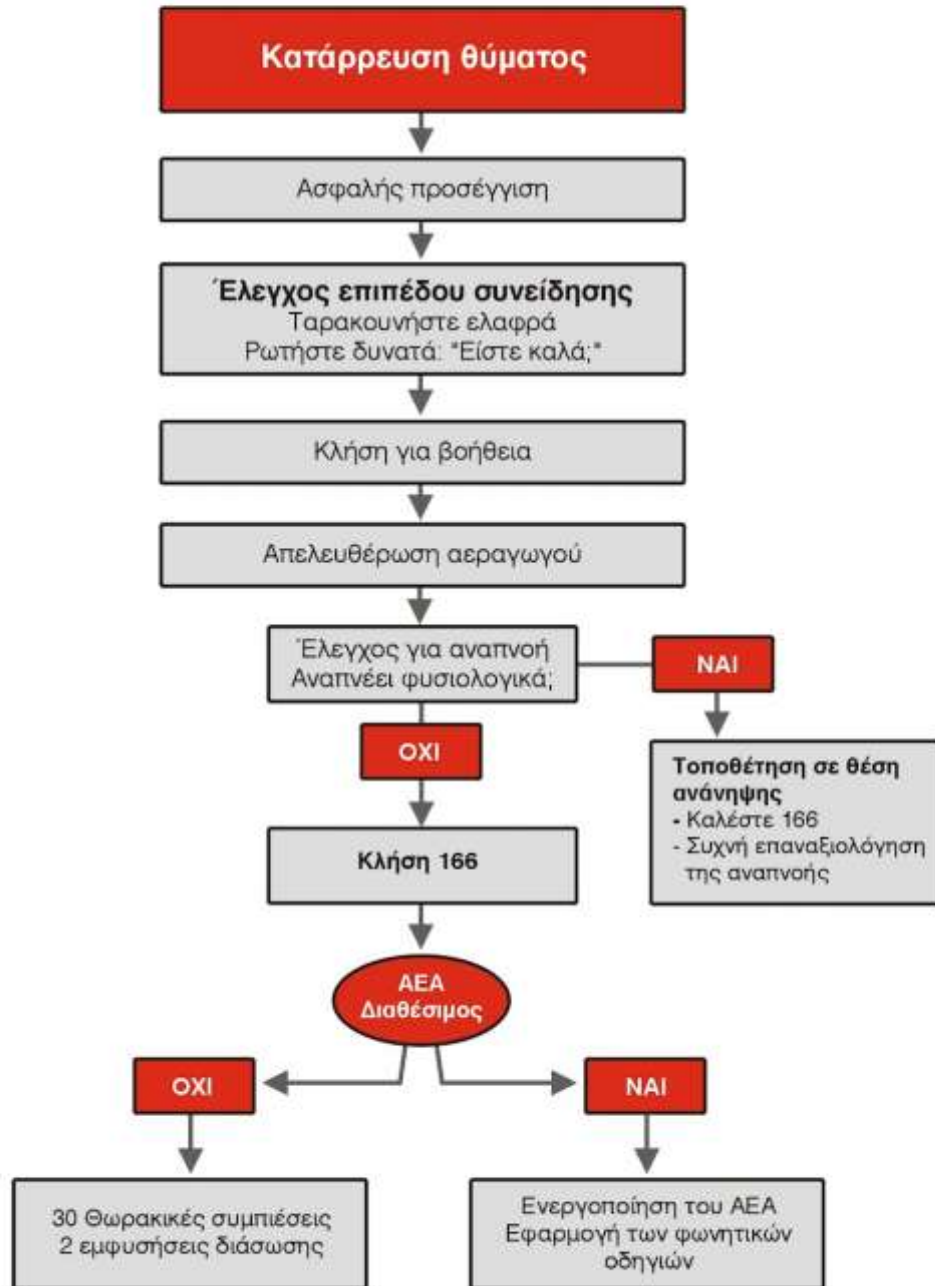 Κατάρρευση θύματος
Ασφαλής προσέγγιση
Έλεγχος επιπέδου συνείδησης
Ταρακουνήστε ελαφρά
Ρωτήστε δυνατά: "Είστε καλά;"
Κλήση για βοήθεια
Απελευθέρωση αεραγωγού
Έλεγχος για αναπνοή
Αναπνέει φυσιολογικά;
ΝΑΙ
ΟΧΙ
Τοποθέτηση σε θέση
ανάνηψης
- Καλέστε 166
- Συχνή επαναξιολόγηση
της αναπνοής
Κλήση 166
ΑΕΑ
Διαθέσιμος
ΟΧΙ
ΝΑΙ
30 Θωρακικές συμπιέσεις
2 εμφυσήσεις διάσωσης
Ενεργοποίηση του ΑΕΑ
Εφαρμογή των φωνητικών
οδηγιών